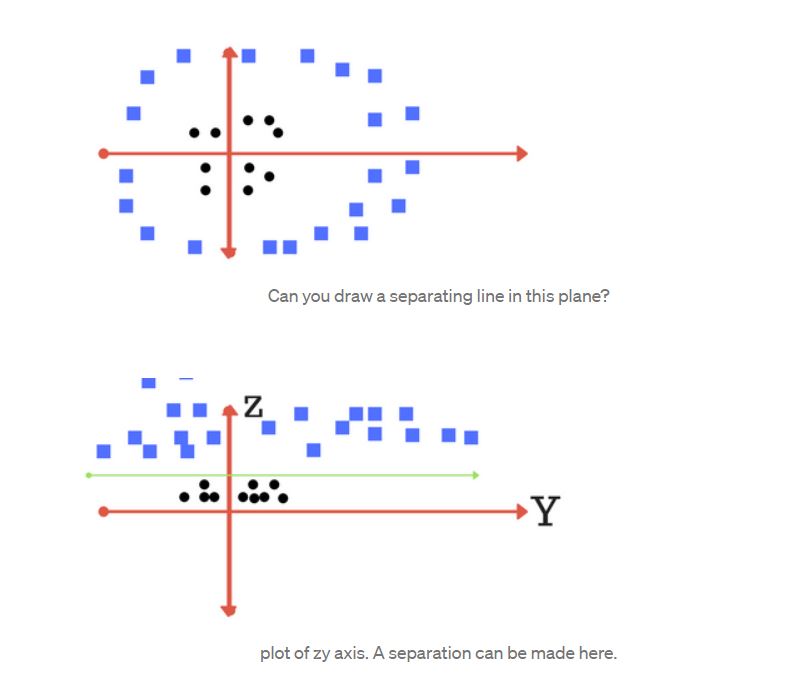 Can you draw a separating line in this plane?
Z
Y
plot of zy axis. A separation can be made here.